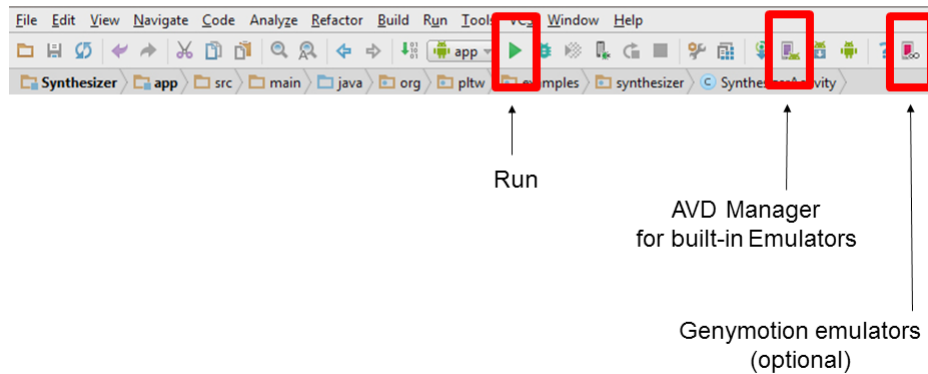 File Edit View Navigate Code Analyze Refactor Build Run Tools Window Help
app
Synthesizer app src main java org pltw examples synthesizer
Run
AVD Manager
for built-in Emulators
Genymotion emulators
(optional)